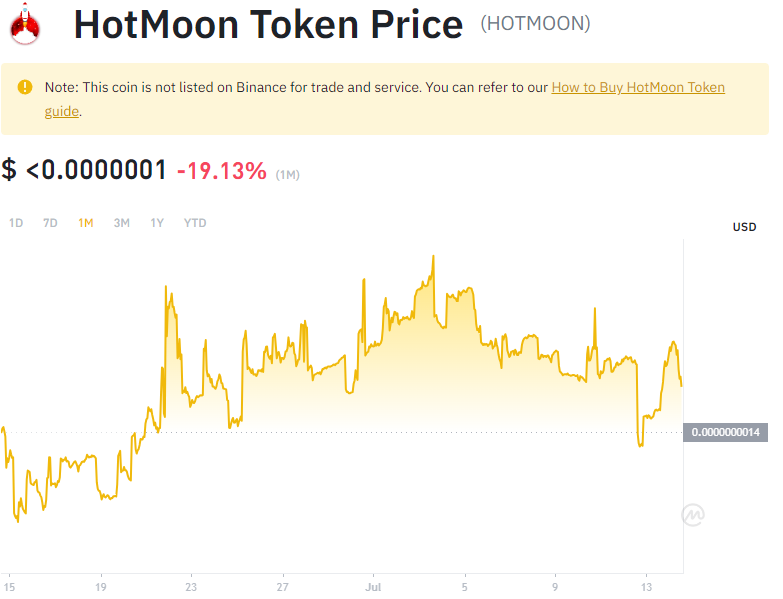 HotMoon Token Price (HOTMOON)
Note: This coin is not listed on Binance for trade and service. You can refer to our How to Buy HotMoon Token
guide.
$ <0.0000001 -19.13% (1M)
1D 7D 1M 3M 1Y YTD
USD
0.0000000014
15 19 23 27 Jul 5 9 13